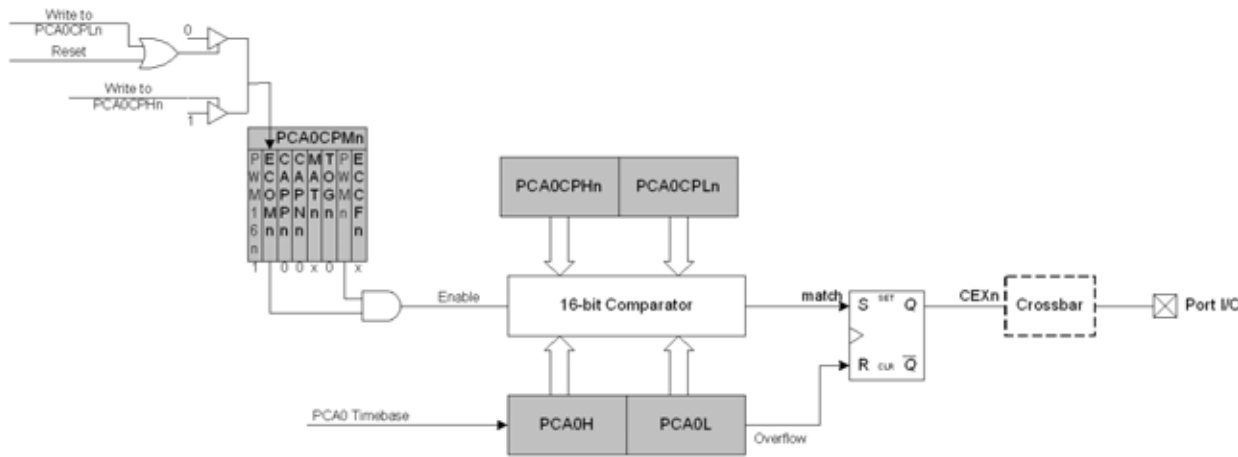 Write to
PCA0CPLn
Reset
0
Write to
PCA0CPHn
1
PCA0CPMn
PWM16n ECOMn CAPPn CAPNn MATn TOGn PWMn ECCFn
1 0 0 x 0 x
PCA0CPHn PCA0CPLn
Enable
16-bit Comparator
match
S SET Q
R CLR Q
CEXn
Crossbar
Port I/O
PCA0 Timebase
PCA0H PCA0L
Overflow